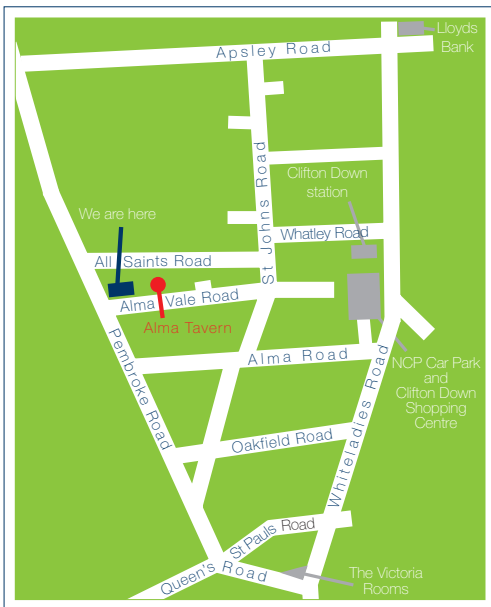 Lloyds
Bank
Apsley Road
St Johns Road
Clifton Down
station
We are here
Whatley Road
All Saints Road
Alma Vale Road
Alma Tavern
Pembroke Road
Alma Road
NCP Car Park
and
Clifton Down
Shopping
Centre
Whiteladies Road
Oakfield Road
St Pauls Road
Queen's Road
The Victoria
Rooms